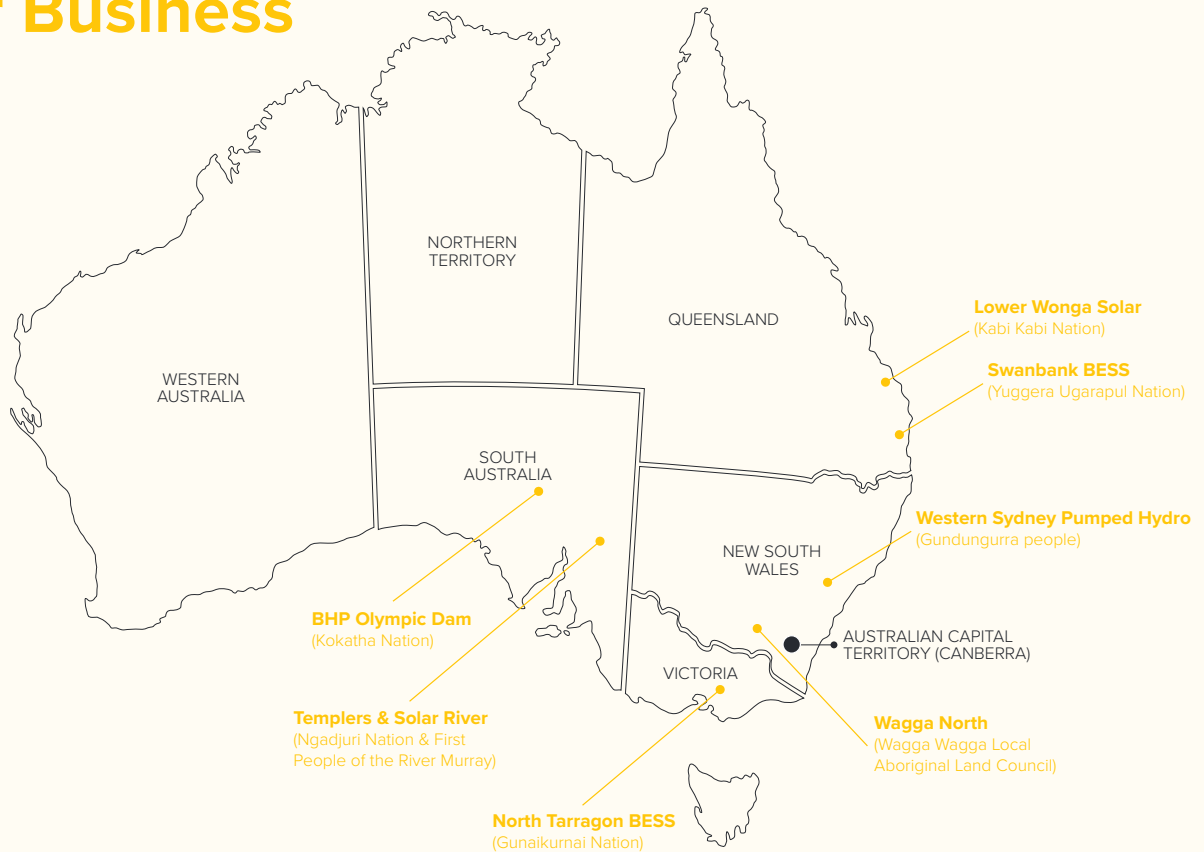 Business
NORTHERN
TERRITORY
QUEENSLAND
WESTERN
AUSTRALIA
SOUTH
AUSTRALIA
NEW SOUTH
WALES
VICTORIA
AUSTRALIAN CAPITAL
TERRITORY (CANBERRA)
Lower Wonga Solar
(Kabi Kabi Nation)
Swanbank BESS
(Yuggera Ugarapul Nation)
Western Sydney Pumped Hydro
(Gundungurra people)
BHP Olympic Dam
(Kokatha Nation)
Templers & Solar River
(Ngadjuri Nation & First
People of the River Murray)
Wagga North
(Wagga Wagga Local
Aboriginal Land Council)
North Tarragon BESS
(Gunaikurnai Nation)